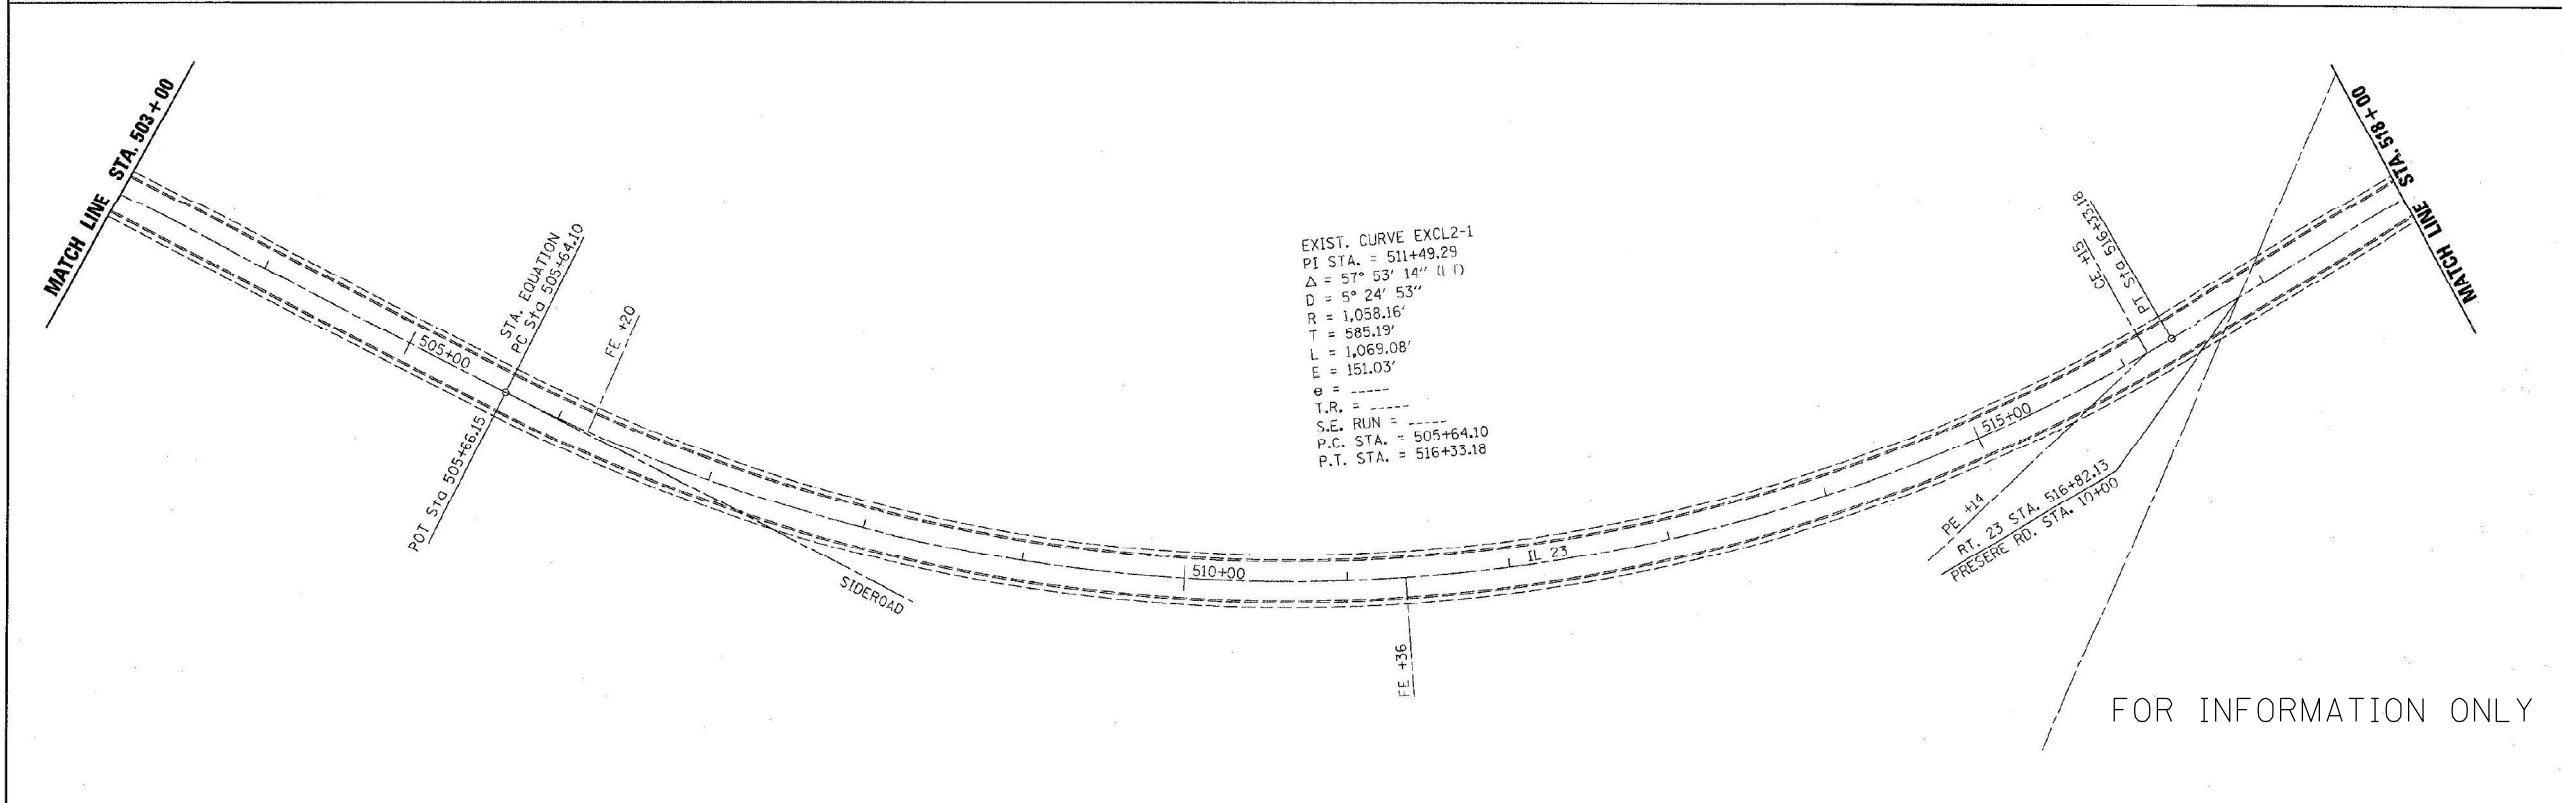 MATCH LINE STA. 503+00
505+00
STA. EQUATION
PC Sta 505+64.10
POT Sta 505+66.15
FE +20
SIDEROAD
510+00
EXIST. CURVE EXCL2-1
PI STA. = 511+49.29
Δ = 57° 53' 14" (LT)
D = 5° 24' 53"
R = 1,058.16'
T = 585.19'
L = 1,069.08'
E = 151.03'
e = -----
T.R. = -----
S.E. RUN = -----
P.C. STA. = 505+64.10
P.T. STA. = 516+33.18
FE +36
IL 23
515+00
CE +15
PT Sta 516+33.18
PE +14
RT. 23 STA. 516+82.13
PRESERE RD. STA. 10+00
MATCH LINE STA. 518+00
FOR INFORMATION ONLY